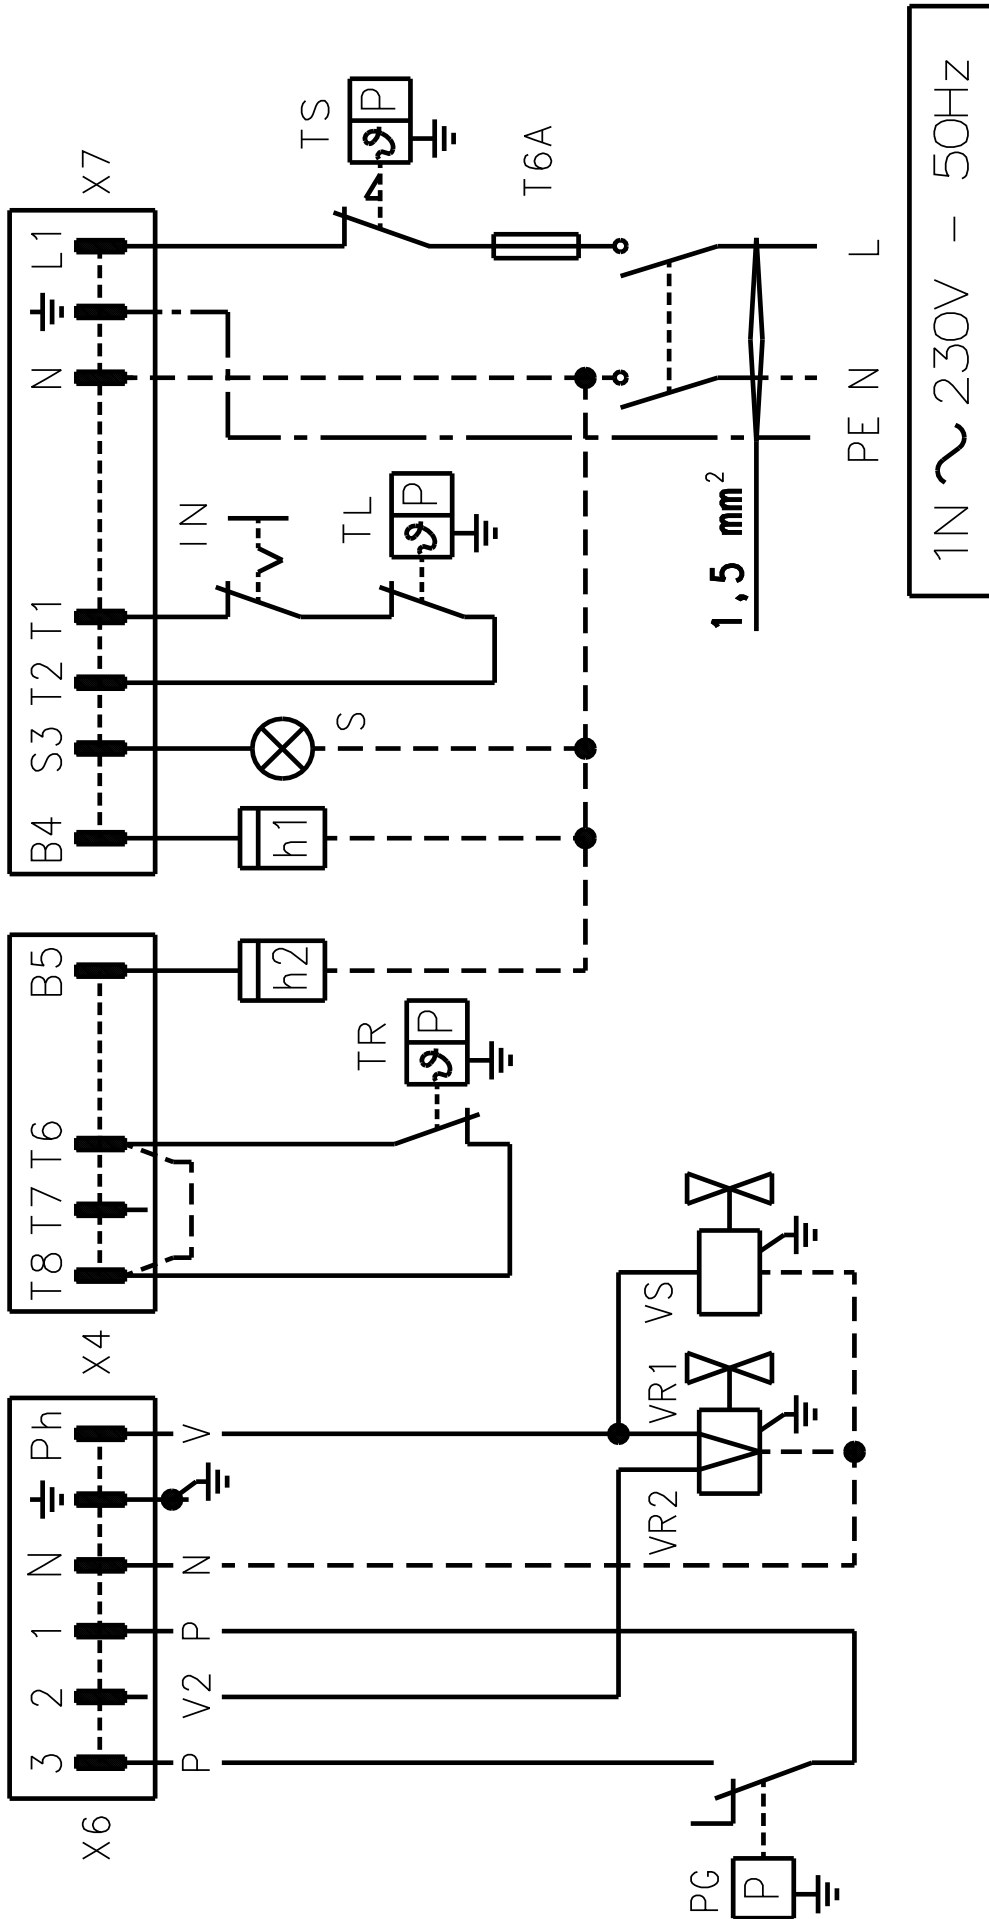 X6
3
2
1
N
Ph
X4
T8
T7
T6
B5
B4
S3
T2
T1
N
L1
X7
P
V2
P
N
V
h2
h1
S
IN
TS
P
TR
P
TL
P
T6A
PG
P
VR2
VR1
VS
1,5 mm²
PE
N
L
1N ~ 230V - 50Hz